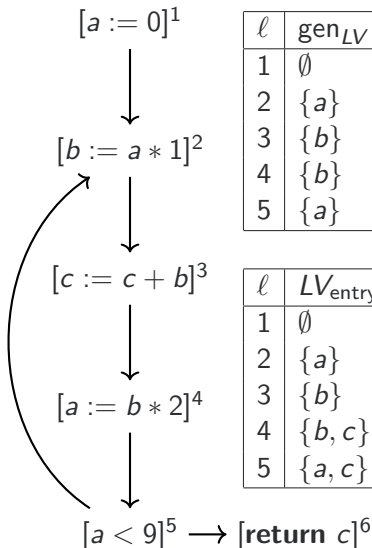 [a := 0]¹
[b := a ∗ 1]²
[c := c + b]³
[a := b ∗ 2]⁴
[a < 9]⁵ → [return c]⁶
ℓ gen_LV
1 ∅
2 {a}
3 {b}
4 {b}
5 {a}
ℓ LV_entry
1 ∅
2 {a}
3 {b}
4 {b, c}
5 {a, c}